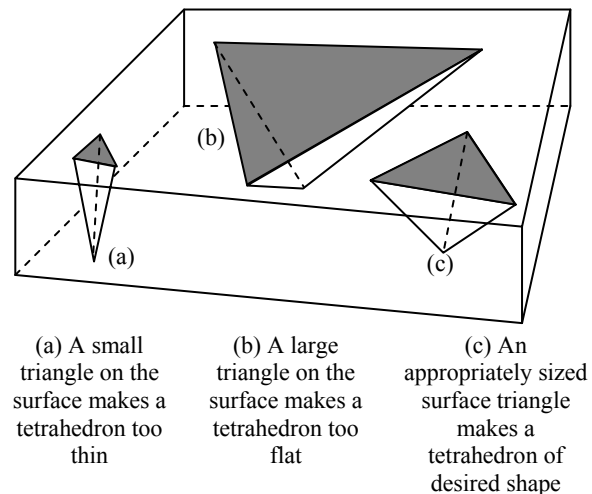 (b)
(a)
(c)
(a) A small
triangle on the
surface makes a
tetrahedron too
thin
(b) A large
triangle on the
surface makes a
tetrahedron too
flat
(c) An
appropriately sized
surface triangle
makes a
tetrahedron of
desired shape